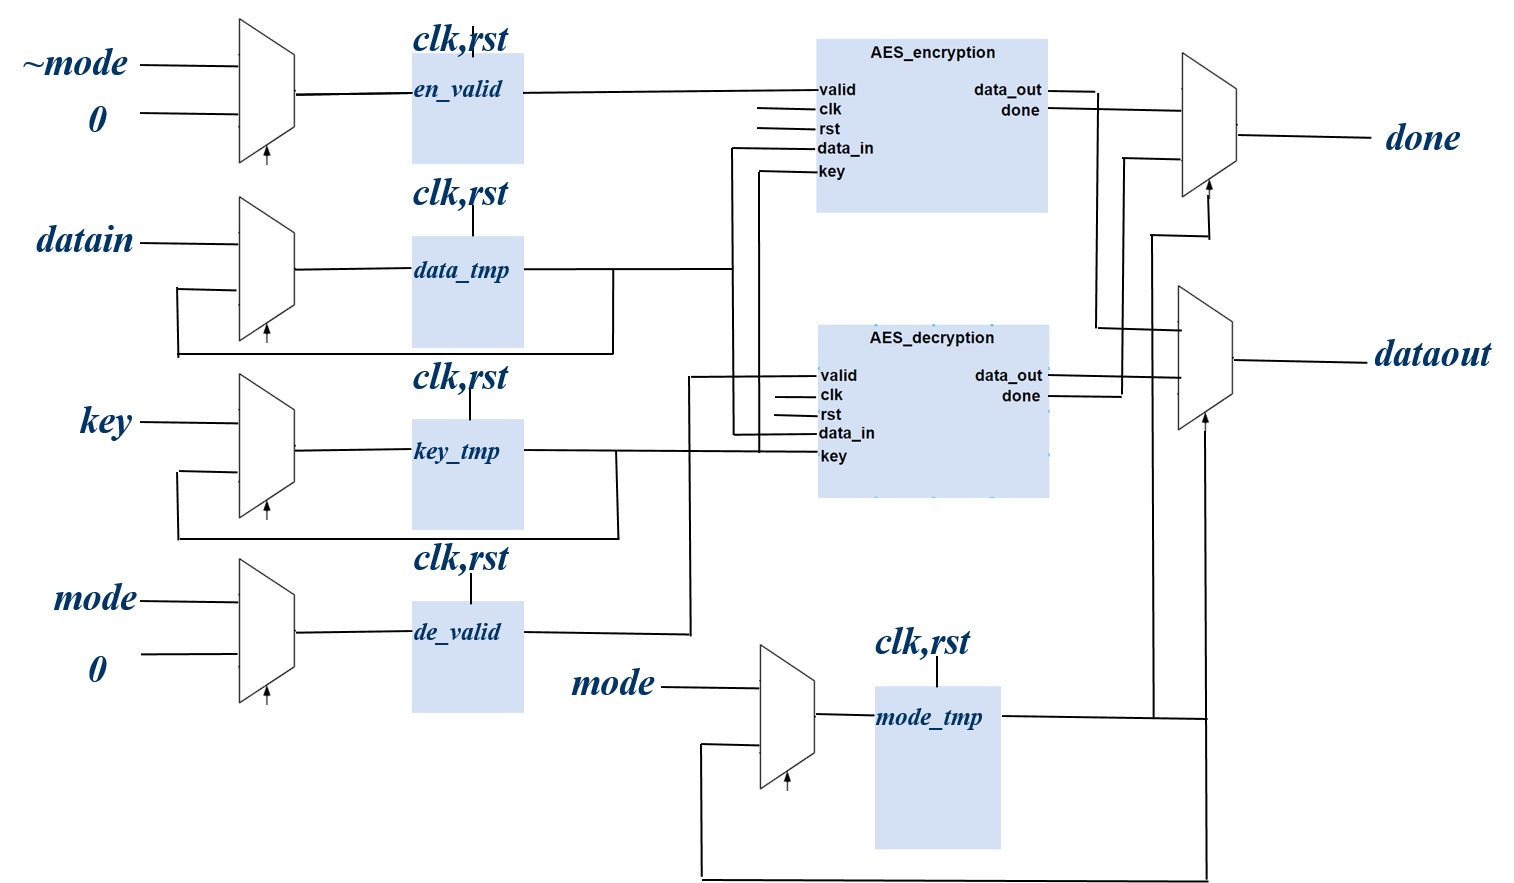 ~mode
0
clk,rst
en_valid
datain
clk,rst
data_tmp
key
clk,rst
key_tmp
mode
0
clk,rst
de_valid
AES_encryption
valid
clk
rst
data_in
key
data_out
done
AES_decryption
valid
clk
rst
data_in
key
data_out
done
mode
clk,rst
mode_tmp
done
dataout